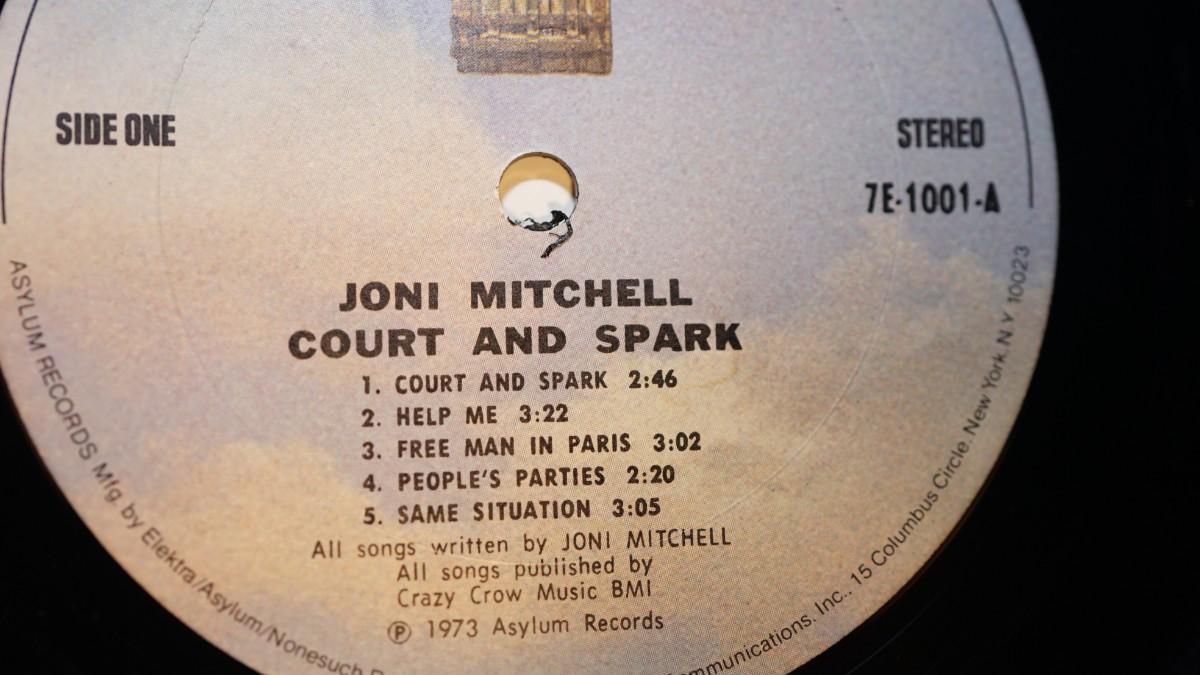 SIDE ONE
STEREO
7E-1001-A
JONI MITCHELL
COURT AND SPARK
1. COURT AND SPARK 2:46
2. HELP ME 3:22
3. FREE MAN IN PARIS 3:02
4. PEOPLE'S PARTIES 2:20
5. SAME SITUATION 3:05
All songs written by JONI MITCHELL
All songs published by
Crazy Crow Music BMI
℗ 1973 Asylum Records
ASYLUM RECORDS Mfg. by Elektra/Asylum/Nonesuch
mmunications. Inc., 15 Columbus Circle. New York. N Y 10023